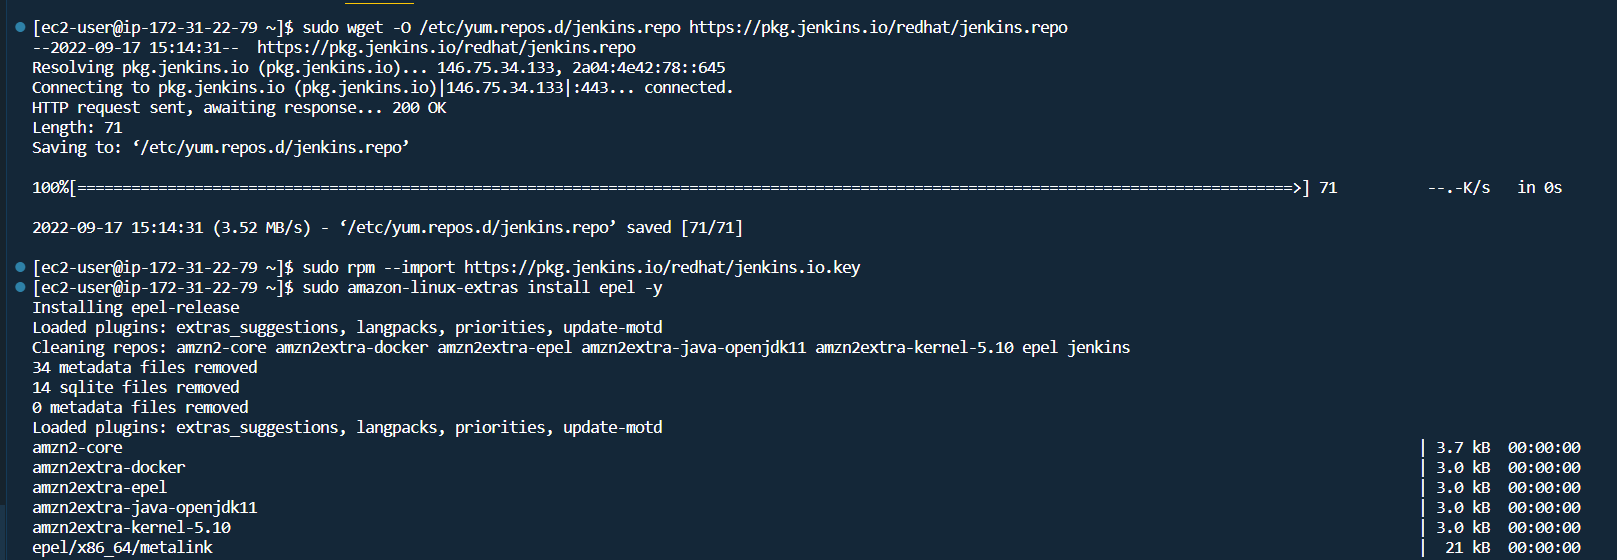 [ec2-user@ip-172-31-22-79 ~]$ sudo wget -O /etc/yum.repos.d/jenkins.repo https://pkg.jenkins.io/redhat/jenkins.repo
--2022-09-17 15:14:31--  https://pkg.jenkins.io/redhat/jenkins.repo
Resolving pkg.jenkins.io (pkg.jenkins.io)... 146.75.34.133, 2a04:4e42:78::645
Connecting to pkg.jenkins.io (pkg.jenkins.io)|146.75.34.133|:443... connected.
HTTP request sent, awaiting response... 200 OK
Length: 71
Saving to: ‘/etc/yum.repos.d/jenkins.repo’
100%[=======================================================================================================================================>] 71          --.-K/s   in 0s
2022-09-17 15:14:31 (3.52 MB/s) - ‘/etc/yum.repos.d/jenkins.repo’ saved [71/71]
[ec2-user@ip-172-31-22-79 ~]$ sudo rpm --import https://pkg.jenkins.io/redhat/jenkins.io.key
[ec2-user@ip-172-31-22-79 ~]$ sudo amazon-linux-extras install epel -y
Installing epel-release
Loaded plugins: extras_suggestions, langpacks, priorities, update-motd
Cleaning repos: amzn2-core amzn2extra-docker amzn2extra-epel amzn2extra-java-openjdk11 amzn2extra-kernel-5.10 epel jenkins
34 metadata files removed
14 sqlite files removed
0 metadata files removed
Loaded plugins: extras_suggestions, langpacks, priorities, update-motd
amzn2-core | 3.7 kB  00:00:00
amzn2extra-docker | 3.0 kB  00:00:00
amzn2extra-epel | 3.0 kB  00:00:00
amzn2extra-java-openjdk11 | 3.0 kB  00:00:00
amzn2extra-kernel-5.10 | 3.0 kB  00:00:00
epel/x86_64/metalink |  21 kB  00:00:00